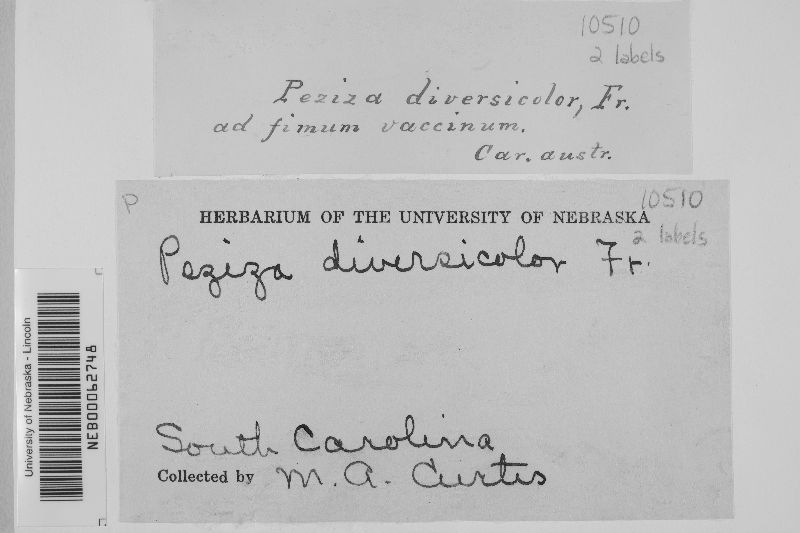 10510
2 labels
Peziza diversicolor, Fr.
ad fimum vaccinum.
Car. austr.
P
10510
HERBARIUM OF THE UNIVERSITY OF NEBRASKA
2 labels
Peziza diversicolor Fr.
South Carolina
Collected by M. A. Curtis
University of Nebraska - Lincoln
NEB00062748